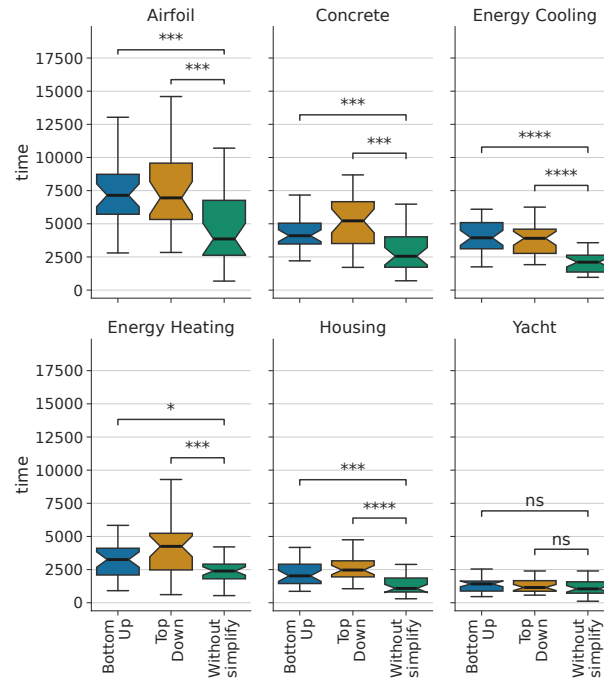 Airfoil
Concrete
Energy Cooling
time
17500
15000
12500
10000
7500
5000
2500
0
***
***
***
***
****
****
Energy Heating
Housing
Yacht
time
17500
15000
12500
10000
7500
5000
2500
0
*
***
***
****
ns
ns
Bottom
Up
Top
Down
Without
simplify
Bottom
Up
Top
Down
Without
simplify
Bottom
Up
Top
Down
Without
simplify